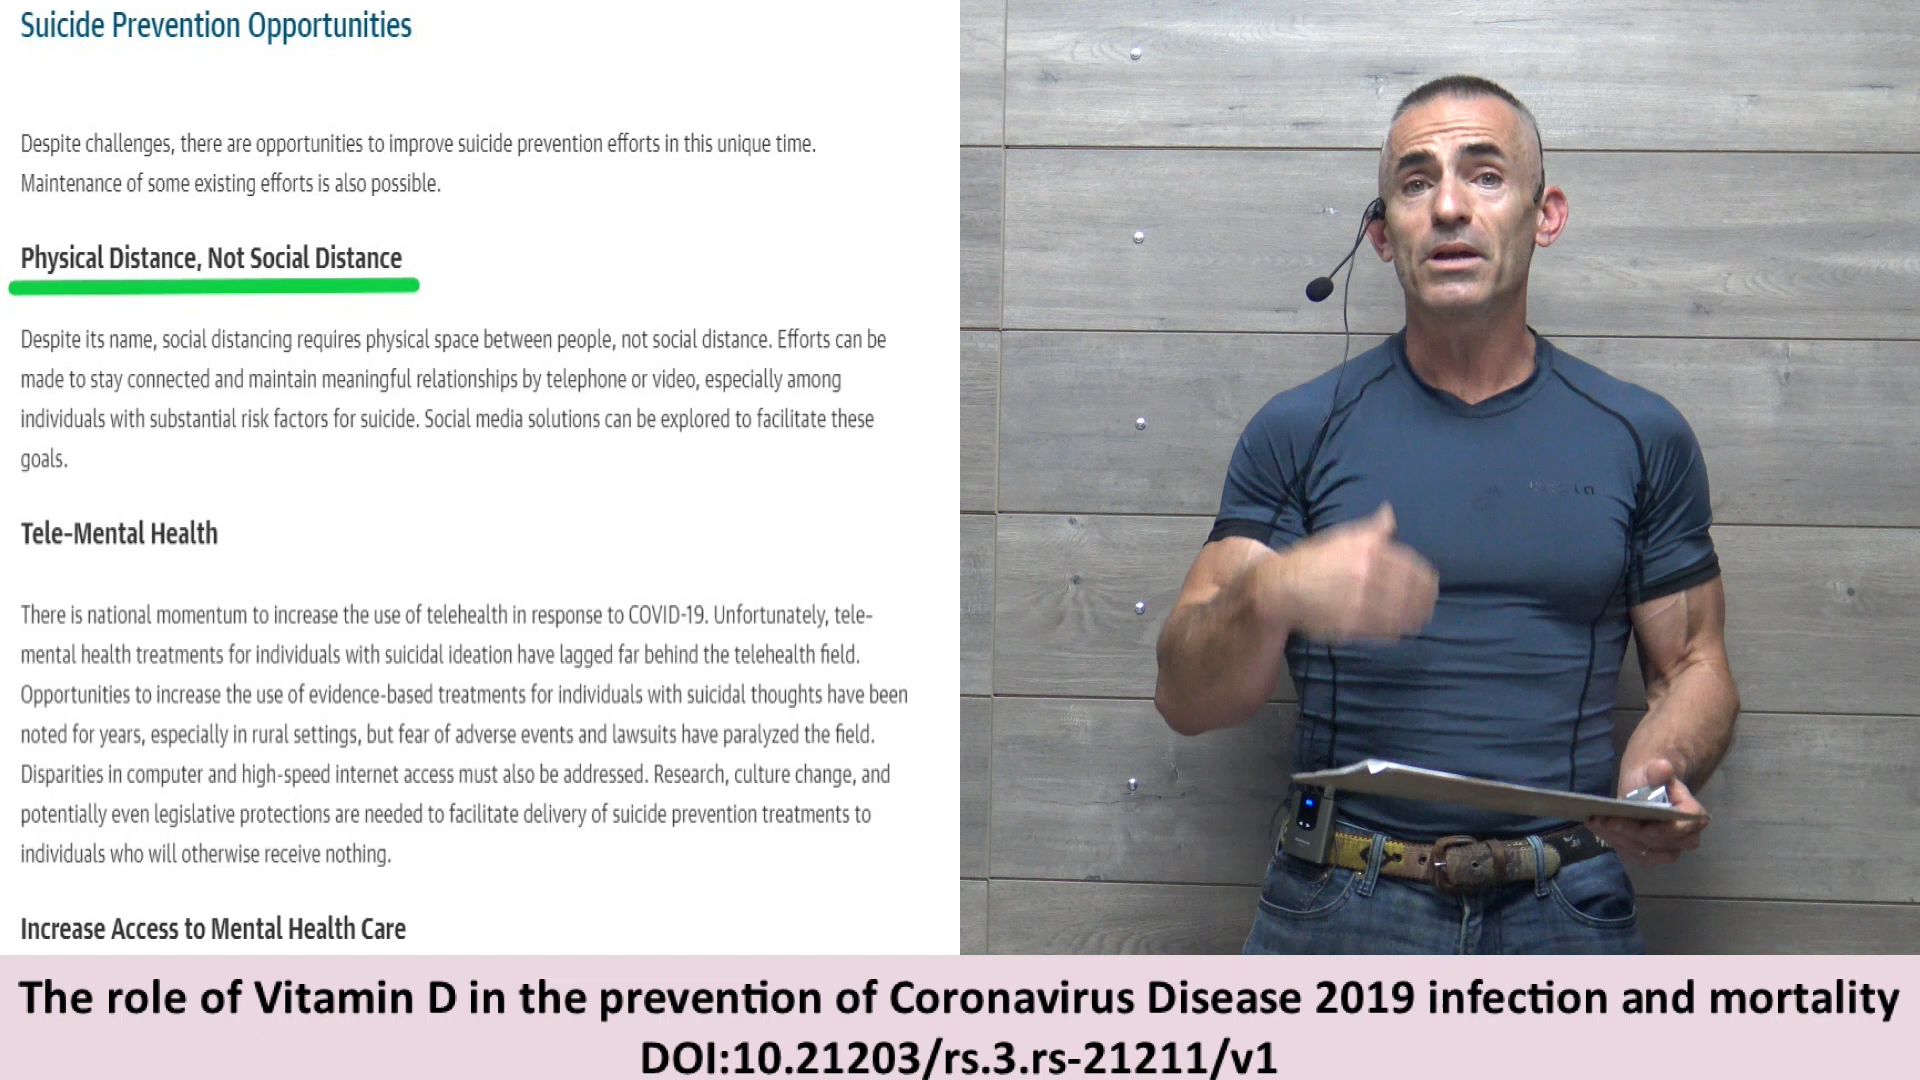 Suicide Prevention Opportunities
Despite challenges, there are opportunities to improve suicide prevention efforts in this unique time.
Maintenance of some existing efforts is also possible.
Physical Distance, Not Social Distance
Despite its name, social distancing requires physical space between people, not social distance. Efforts can be
made to stay connected and maintain meaningful relationships by telephone or video, especially among
individuals with substantial risk factors for suicide. Social media solutions can be explored to facilitate these
goals.
Tele-Mental Health
There is national momentum to increase the use of telehealth in response to COVID-19. Unfortunately, tele-
mental health treatments for individuals with suicidal ideation have lagged far behind the telehealth field.
Opportunities to increase the use of evidence-based treatments for individuals with suicidal thoughts have been
noted for years, especially in rural settings, but fear of adverse events and lawsuits have paralyzed the field.
Disparities in computer and high-speed internet access must also be addressed. Research, culture change, and
potentially even legislative protections are needed to facilitate delivery of suicide prevention treatments to
individuals who will otherwise receive nothing.
Increase Access to Mental Health Care
The role of Vitamin D in the prevention of Coronavirus Disease 2019 infection and mortality
DOI:10.21203/rs.3.rs-21211/v1